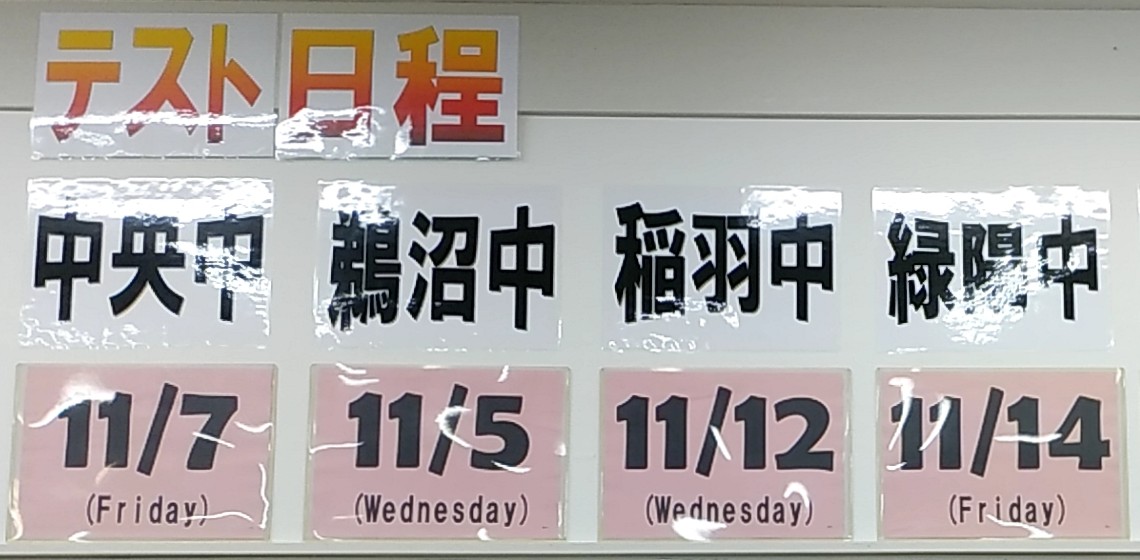 テスト日程
中央中 鵜沼中 稲羽中 緑陽中
11/7 11/5 11/12 11/14
(Friday) (Wednesday) (Wednesday) (Friday)